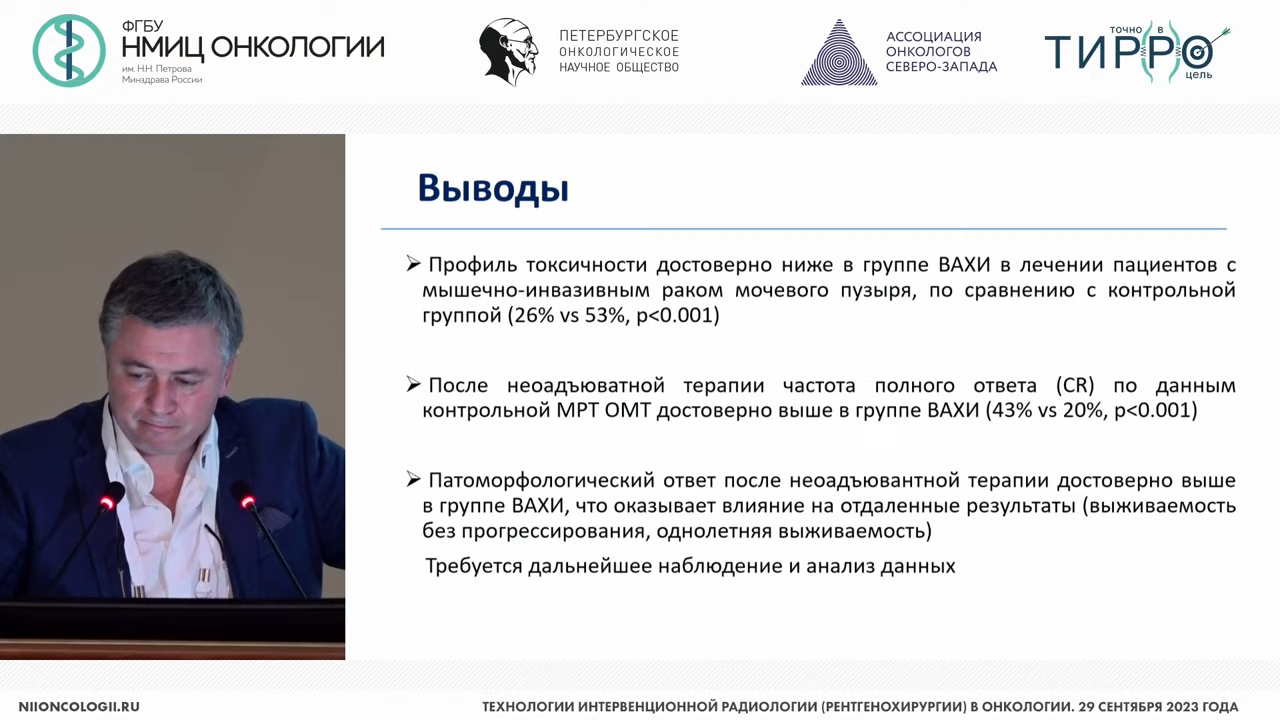 ФГБУ
НМИЦ ОНКОЛОГИИ
им. Н.Н. Петрова
Минздрава России
ПЕТЕРБУРГСКОЕ
ОНКОЛОГИЧЕСКОЕ
НАУЧНОЕ ОБЩЕСТВО
АССОЦИАЦИЯ
ОНКОЛОГОВ
СЕВЕРО-ЗАПАДА
ТОЧНО В
ТИРРО
цель
Выводы
➢ Профиль токсичности достоверно ниже в группе ВАХИ в лечении пациентов с
мышечно-инвазивным раком мочевого пузыря, по сравнению с контрольной
группой (26% vs 53%, p<0.001)
➢ После неоадъюватной терапии частота полного ответа (CR) по данным
контрольной МРТ ОМТ достоверно выше в группе ВАХИ (43% vs 20%, p<0.001)
➢ Патоморфологический ответ после неоадъювантной терапии достоверно выше
в группе ВАХИ, что оказывает влияние на отдаленные результаты (выживаемость
без прогрессирования, однолетняя выживаемость)
Требуется дальнейшее наблюдение и анализ данных
NIIONCOLOGII.RU
ТЕХНОЛОГИИ ИНТЕРВЕНЦИОННОЙ РАДИОЛОГИИ (РЕНТГЕНОХИРУРГИИ) В ОНКОЛОГИИ. 29 СЕНТЯБРЯ 2023 ГОДА